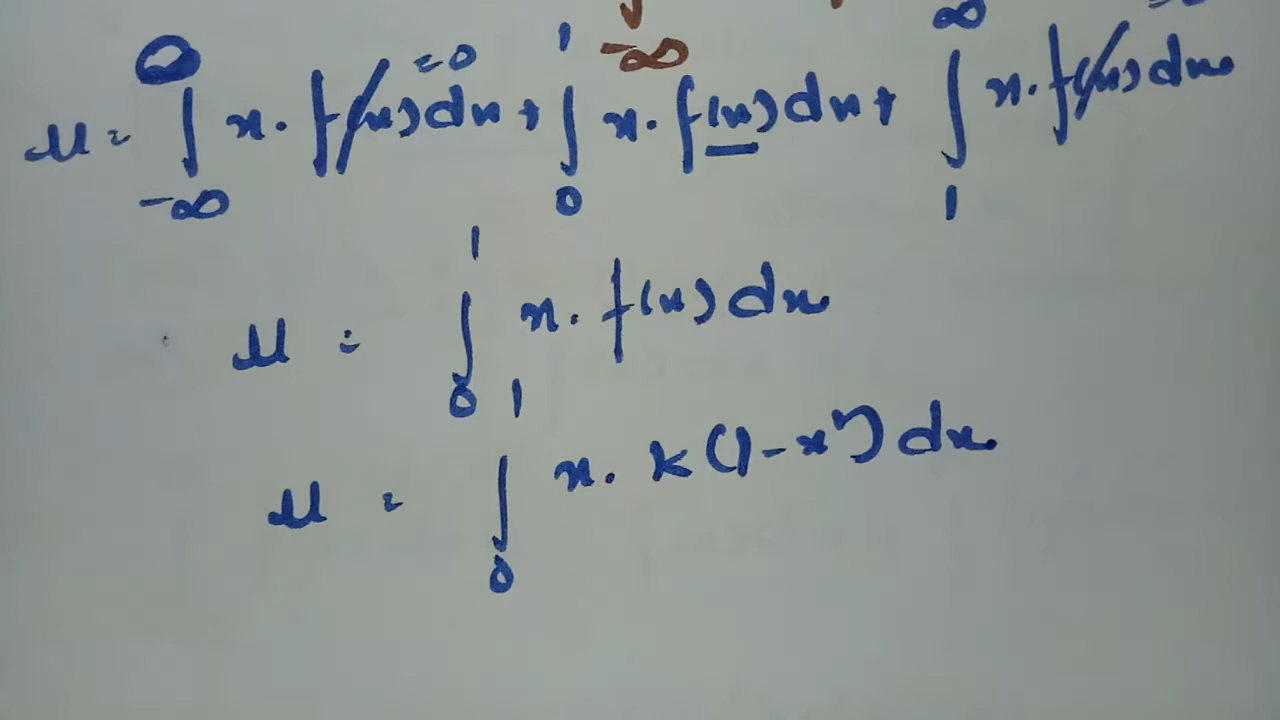 -∞
μ = ∫_{-∞}^{0} x. f(x)dx + ∫_{0}^{1} x. f(x)dx + ∫_{1}^{∞} x. f(x)dx
=0
μ = ∫_{0}^{1} x. f(x)dx
μ = ∫_{0}^{1} x. k(1-x²)dx